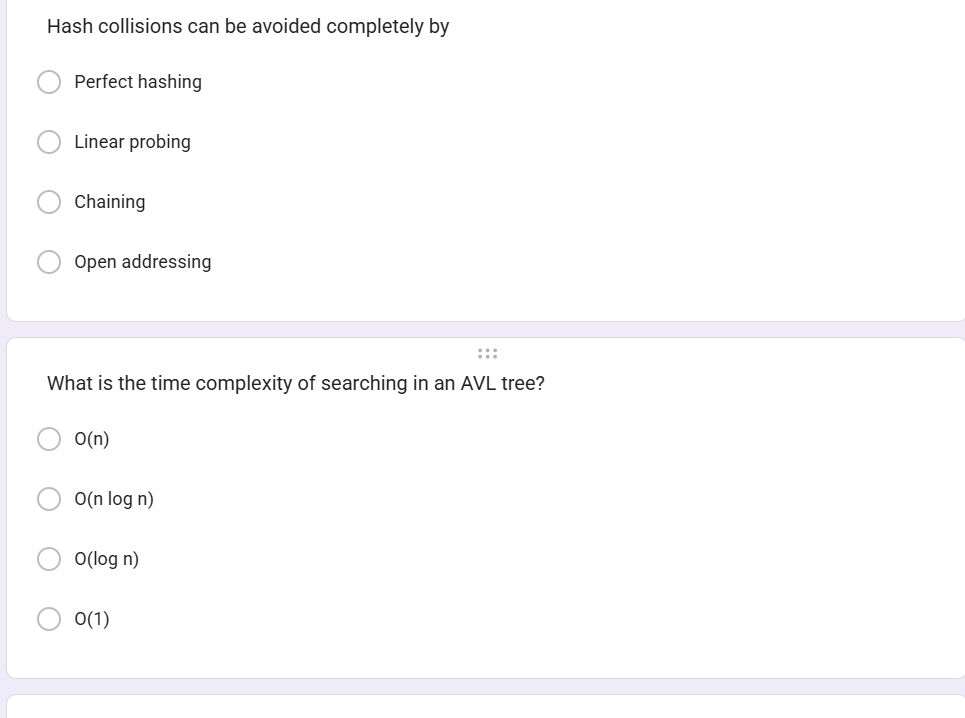 Hash collisions can be avoided completely by
Perfect hashing
Linear probing
Chaining
Open addressing
What is the time complexity of searching in an AVL tree?
O(n)
O(n log n)
O(log n)
O(1)